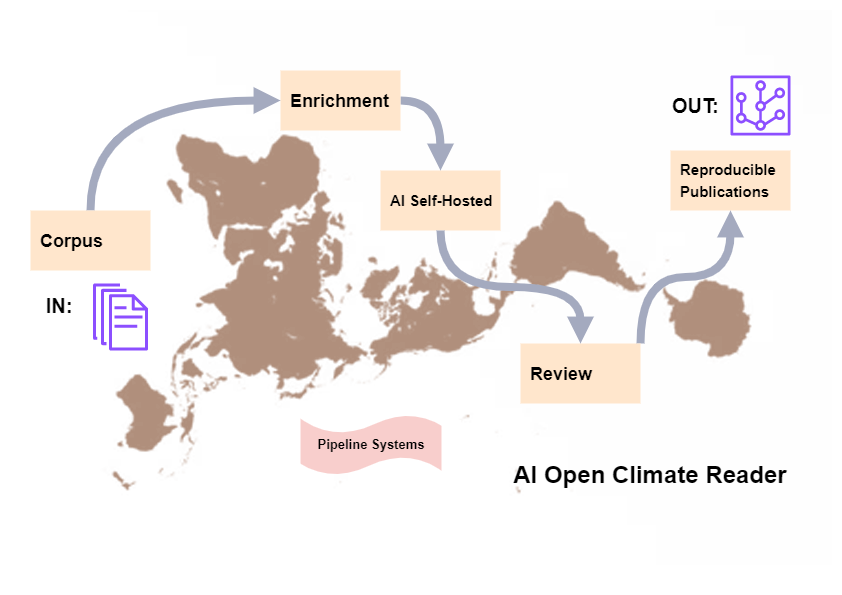 Enrichment
OUT:
AI Self-Hosted
Reproducible
Publications
Corpus
IN:
Review
Pipeline Systems
AI Open Climate Reader